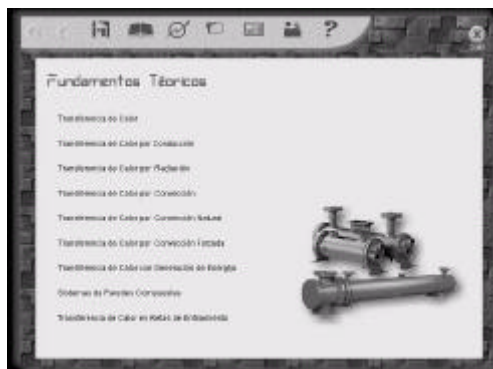 ?
Fundamentos Téoricos
Transferencia de Calor
Transferencia de Calor por Conducción
Transferencia de Calor por Radiación
Transferencia de Calor por Convección
Transferencia de Calor por Convección Natural
Transferencia de Calor por Convección Forzada
Transferencia de Calor con Generación de Energía
Sistemas de Paredes Compuestas
Transferencia de Calor en Aletas de Enfriamiento